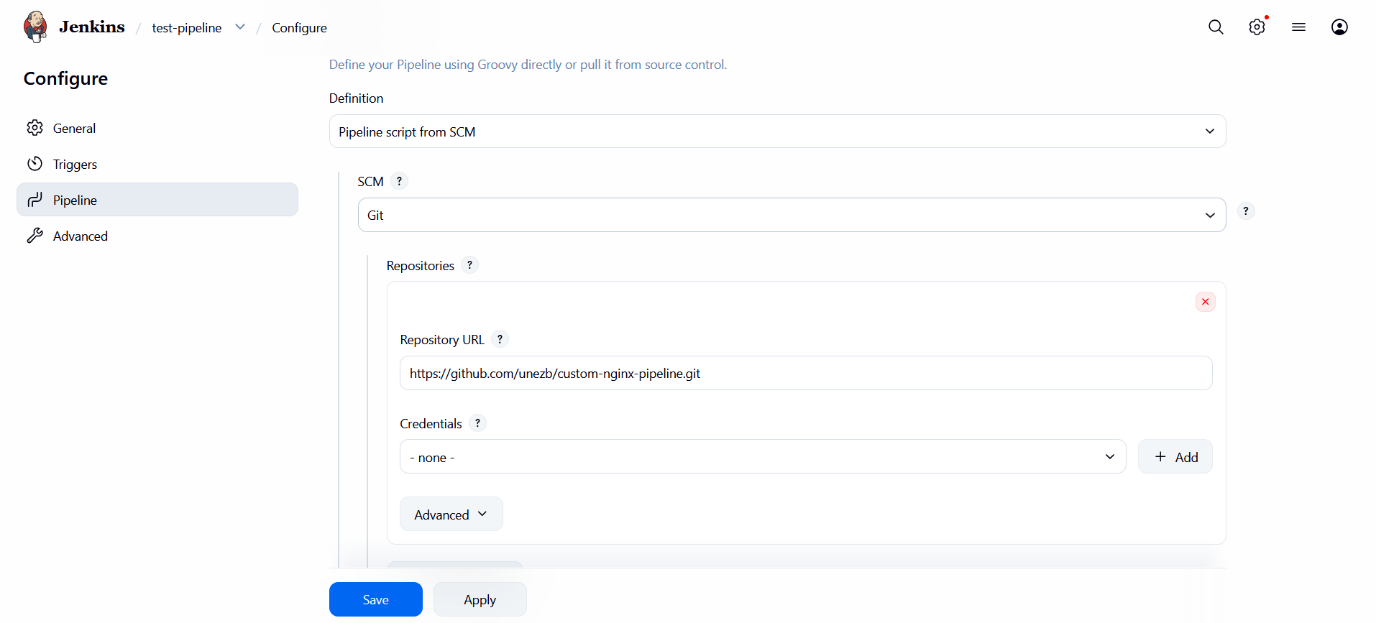 Jenkins / test-pipeline / Configure
Configure
General
Triggers
Pipeline
Advanced
Define your Pipeline using Groovy directly or pull it from source control.
Definition
Pipeline script from SCM
SCM ?
Git
?
Repositories ?
Repository URL ?
https://github.com/unezb/custom-nginx-pipeline.git
Credentials ?
- none -
+ Add
Advanced
Save
Apply